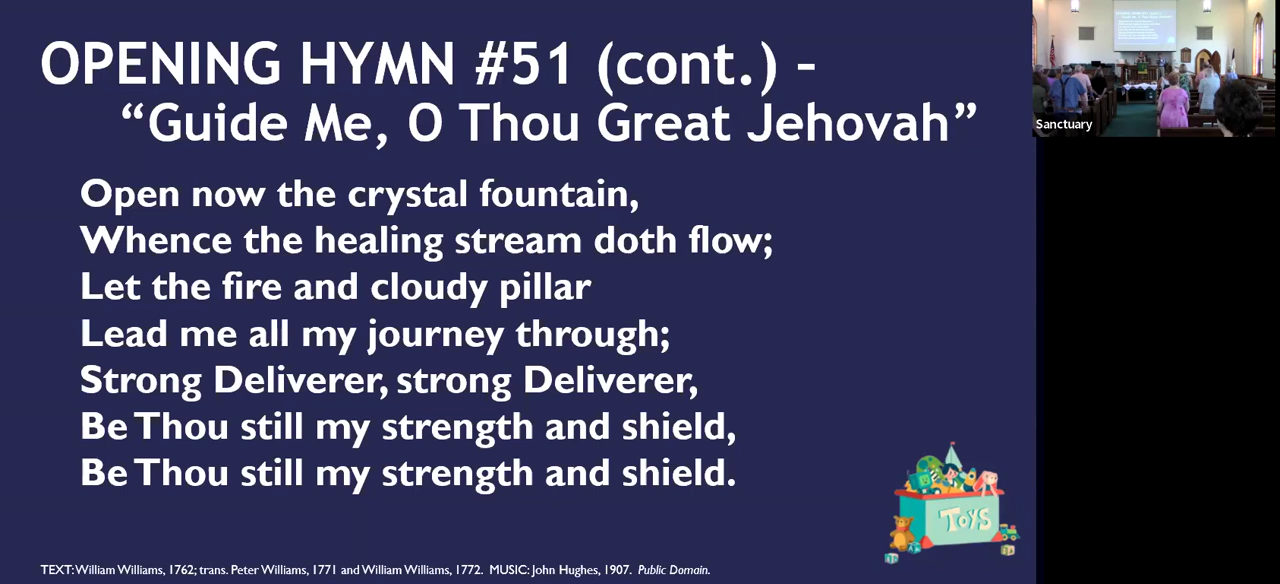 OPENING HYMN #51 (cont.) –
“Guide Me, O Thou Great Jehovah”
Open now the crystal fountain,
Whence the healing stream doth flow;
Let the fire and cloudy pillar
Lead me all my journey through;
Strong Deliverer, strong Deliverer,
Be Thou still my strength and shield,
Be Thou still my strength and shield.
TOYS
TEXT: William Williams, 1762; trans. Peter Williams, 1771 and William Williams, 1772. MUSIC: John Hughes, 1907. Public Domain.
Sanctuary